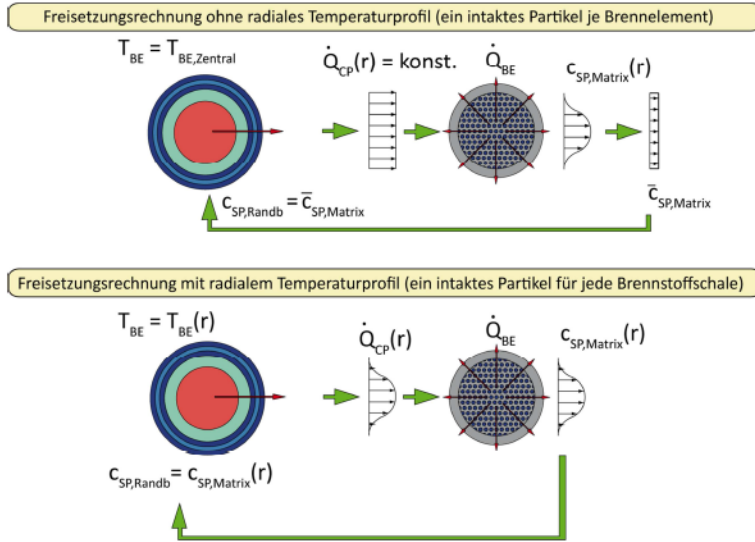 Freisetzungsrechnung ohne radiales Temperaturprofil (ein intaktes Partikel je Brennelement)
T_BE = T_BE,Zentral
Q̇_CP(r) = konst.
Q̇_BE
c_SP,Matrix(r)
c_SP,Randb = c̅_SP,Matrix
c̅_SP,Matrix
Freisetzungsrechnung mit radialem Temperaturprofil (ein intaktes Partikel für jede Brennstoffschale)
T_BE = T_BE(r)
Q̇_CP(r)
Q̇_BE
c_SP,Matrix(r)
c_SP,Randb = c_SP,Matrix(r)